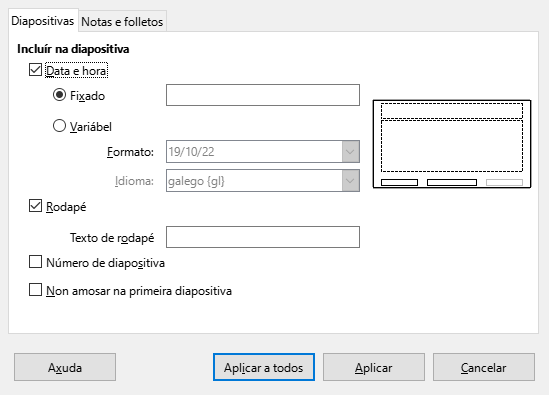 Diapositivas Notas e folletos
Incluír na diapositiva
Data e hora
Fixado
Variábel
Formato: 19/10/22
Idioma: galego {gl}
Rodapé
Texto de rodapé
Número de diapositiva
Non amosar na primeira diapositiva
Axuda Aplicar a todos Aplicar Cancelar